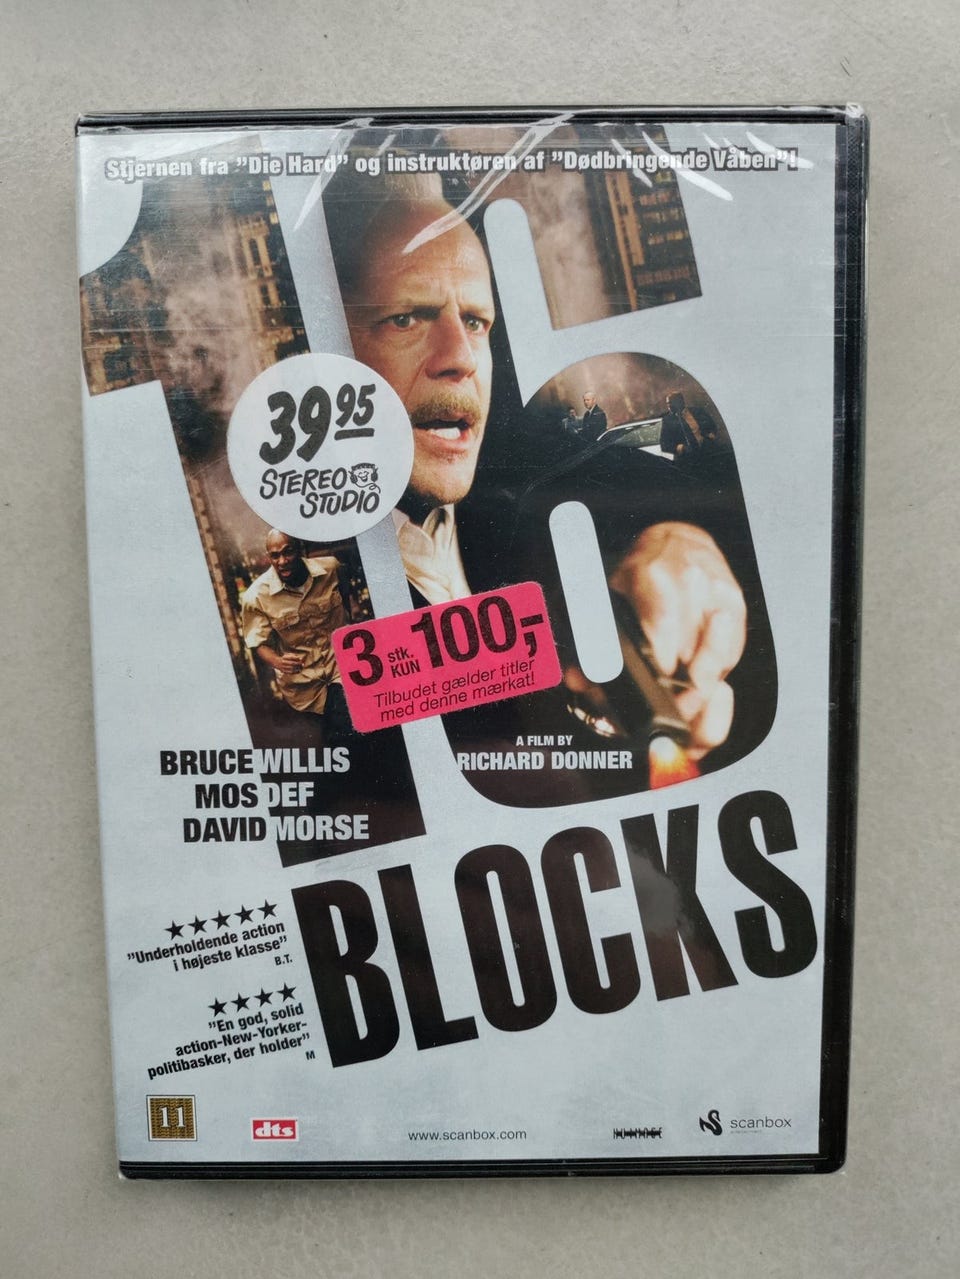 Stjernen fra "Die Hard" og instruktøren af "Dødbringende Våben"!
16
39 95
STEREO
STUDIO
3 stk. KUN 100,-
Tilbudet gælder titler
med denne mærkat!
BRUCE WILLIS
MOS DEF
DAVID MORSE
A FILM BY
RICHARD DONNER
BLOCKS
★★★★★
"Underholdende action
i højeste klasse"
B.T.
★★★★
"En god, solid
action-New-Yorker-
politibasker, der holder"
M
11
dts
www.scanbox.com
scanbox